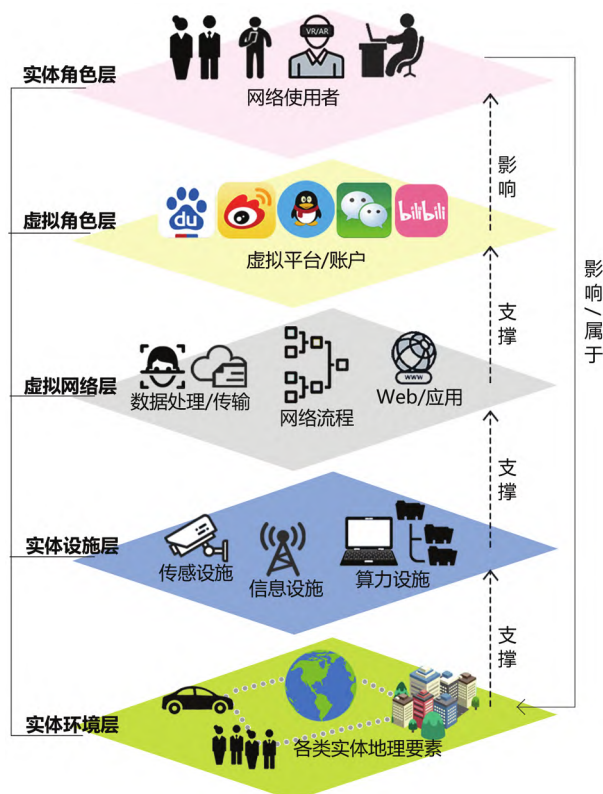 VR/AR
实体角色层
网络使用者
影响
du
bilibili
虚拟角色层
虚拟平台/账户
影响/属于
支撑
虚拟网络层
数据处理/传输
网络流程
www
Web/应用
支撑
实体设施层
传感设施
信息设施
算力设施
支撑
实体环境层
各类实体地理要素